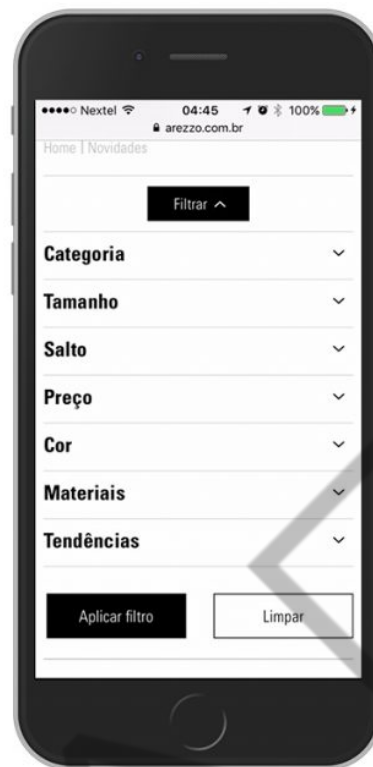 Nextel 04:45 100%
arezzo.com.br
Home | Novidades
Filtrar
Categoria
Tamanho
Salto
Preço
Cor
Materiais
Tendências
Aplicar filtro Limpar